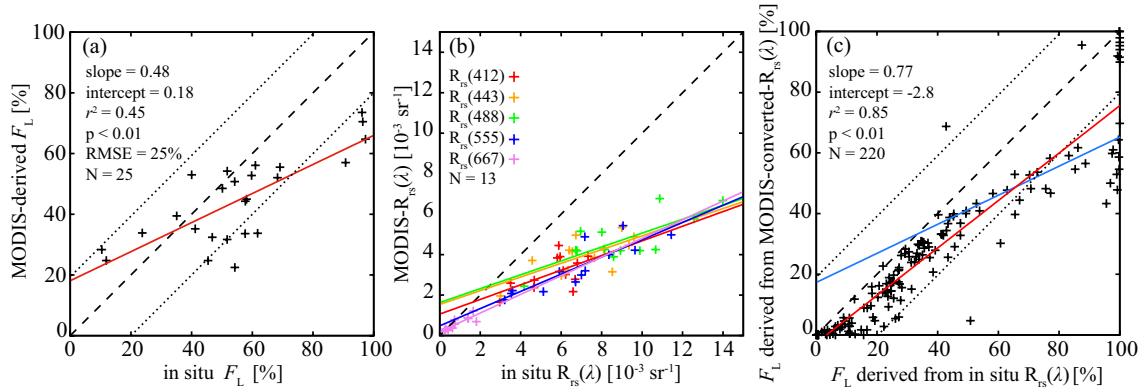 (a)
slope = 0.48
intercept = 0.18
r² = 0.45
p < 0.01
RMSE = 25%
N = 25
MODIS-derived F_L [%]
100
80
60
40
20
0
0 20 40 60 80 100
in situ F_L [%]
(b)
R_rs(412)
R_rs(443)
R_rs(488)
R_rs(555)
R_rs(667)
N = 13
MODIS-R_rs(λ) [10⁻³ sr⁻¹]
14
12
10
8
6
4
2
0
0 2 4 6 8 10 12 14
in situ R_rs(λ) [10⁻³ sr⁻¹]
(c)
slope = 0.77
intercept = -2.8
r² = 0.85
p < 0.01
N = 220
F_L derived from MODIS-converted-R_rs(λ) [%]
100
80
60
40
20
0
0 20 40 60 80 100
F_L derived from in situ R_rs(λ) [%]